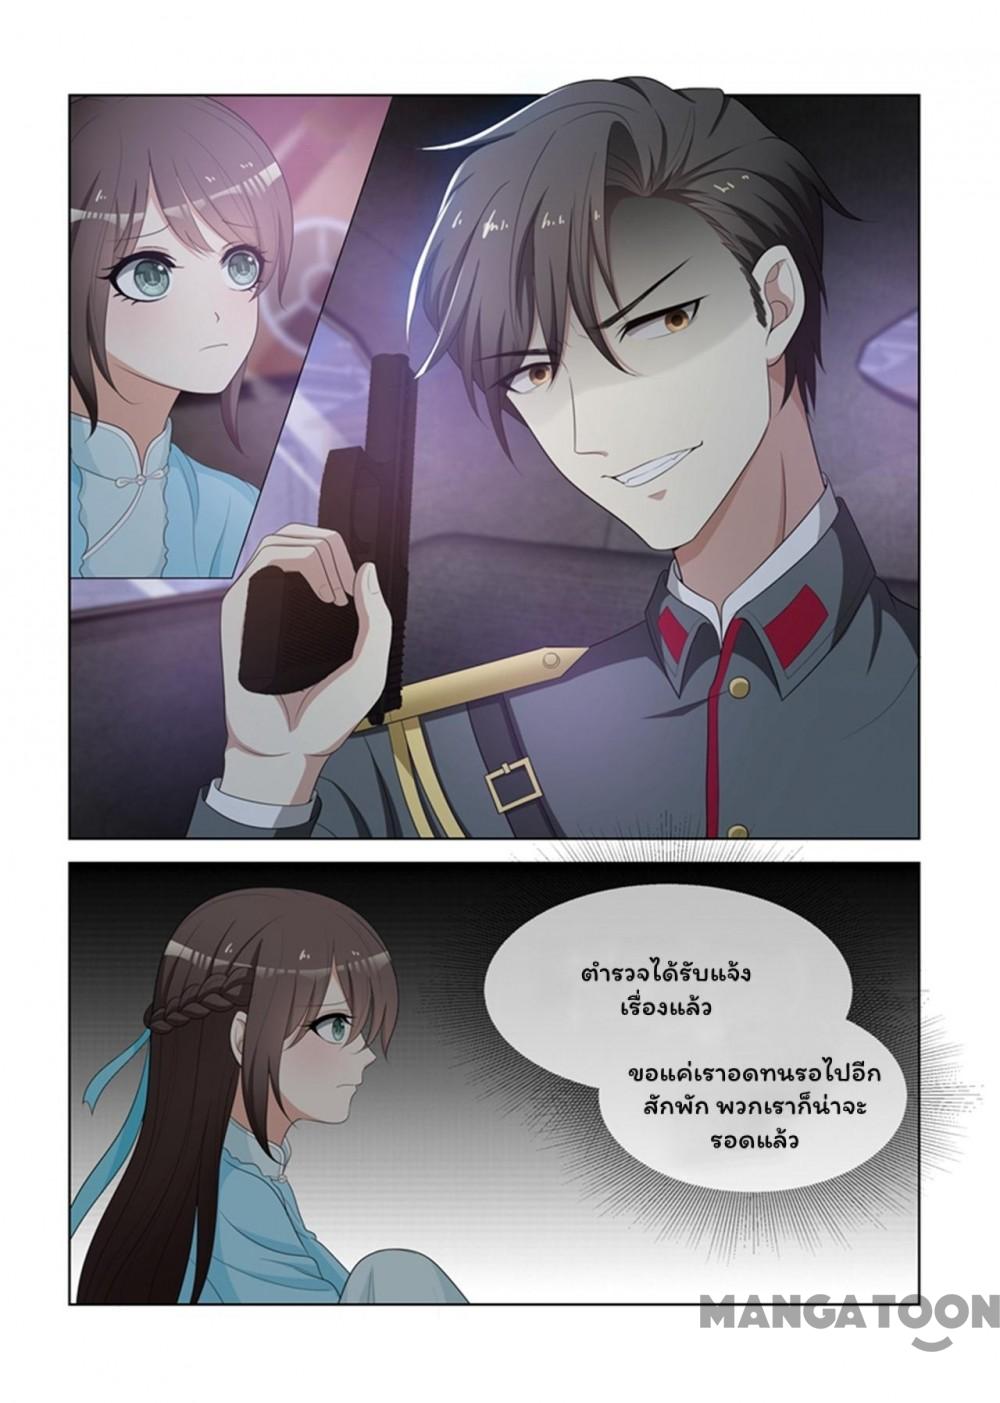 ตำรวจได้รับแจ้ง
เรื่องแล้ว
ขอแค่เราอดทนรอไปอีก
สักพัก พวกเราก็น่าจะ
รอดแล้ว
MANGATOON